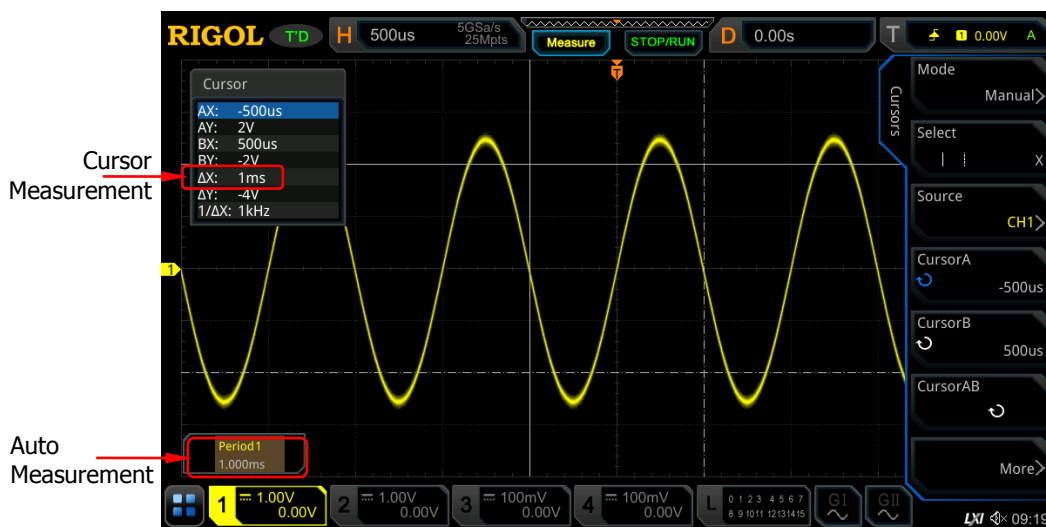 RIGOL T'D H 500us 5GSa/s 25Mpts Measure STOP/RUN D 0.00s T 1 0.00V A
Cursor
AX: -500us
AY: 2V
BX: 500us
BY: -2V
ΔX: 1ms
ΔY: -4V
1/ΔX: 1kHz
Cursor
Measurement
T
1
Cursors
Mode
Manual>
Select
X
Source
CH1>
CursorA
-500us
CursorB
500us
CursorAB
More>
Auto
Measurement
Period1
1.000ms
1 1.00V 0.00V
2 1.00V 0.00V
3 100mV 0.00V
4 100mV 0.00V
L 0 1 2 3 4 5 6 7
8 9 10 11 12 13 14 15
GI
GII
LXI 09:19